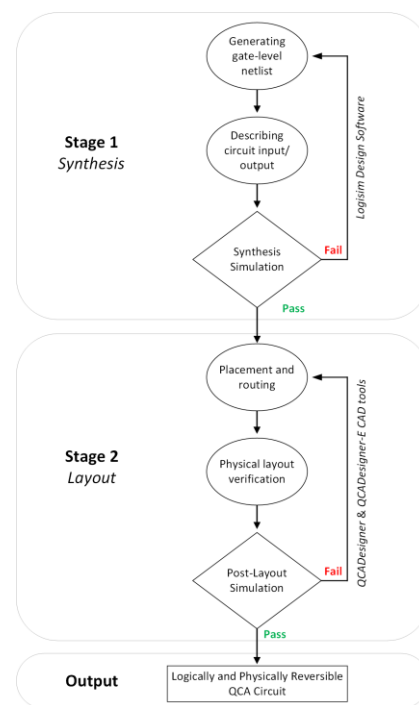 Generating
gate-level
netlist
Describing
circuit input/
output
Stage 1
Synthesis
Synthesis
Simulation
Fail
Logisim Design Software
Pass
Placement and
routing
Physical layout
verification
Stage 2
Layout
Post-Layout
Simulation
Fail
QCADesigner & QCADesigner-E CAD tools
Pass
Output
Logically and Physically Reversible
QCA Circuit